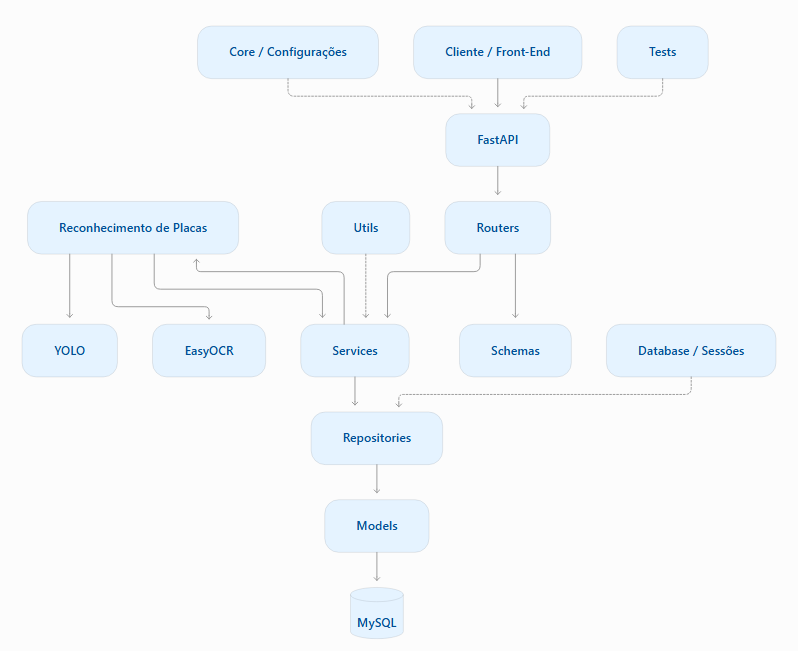 Core / Configurações
Cliente / Front-End
Tests
FastAPI
Reconhecimento de Placas
Utils
Routers
YOLO
EasyOCR
Services
Schemas
Database / Sessões
Repositories
Models
MySQL